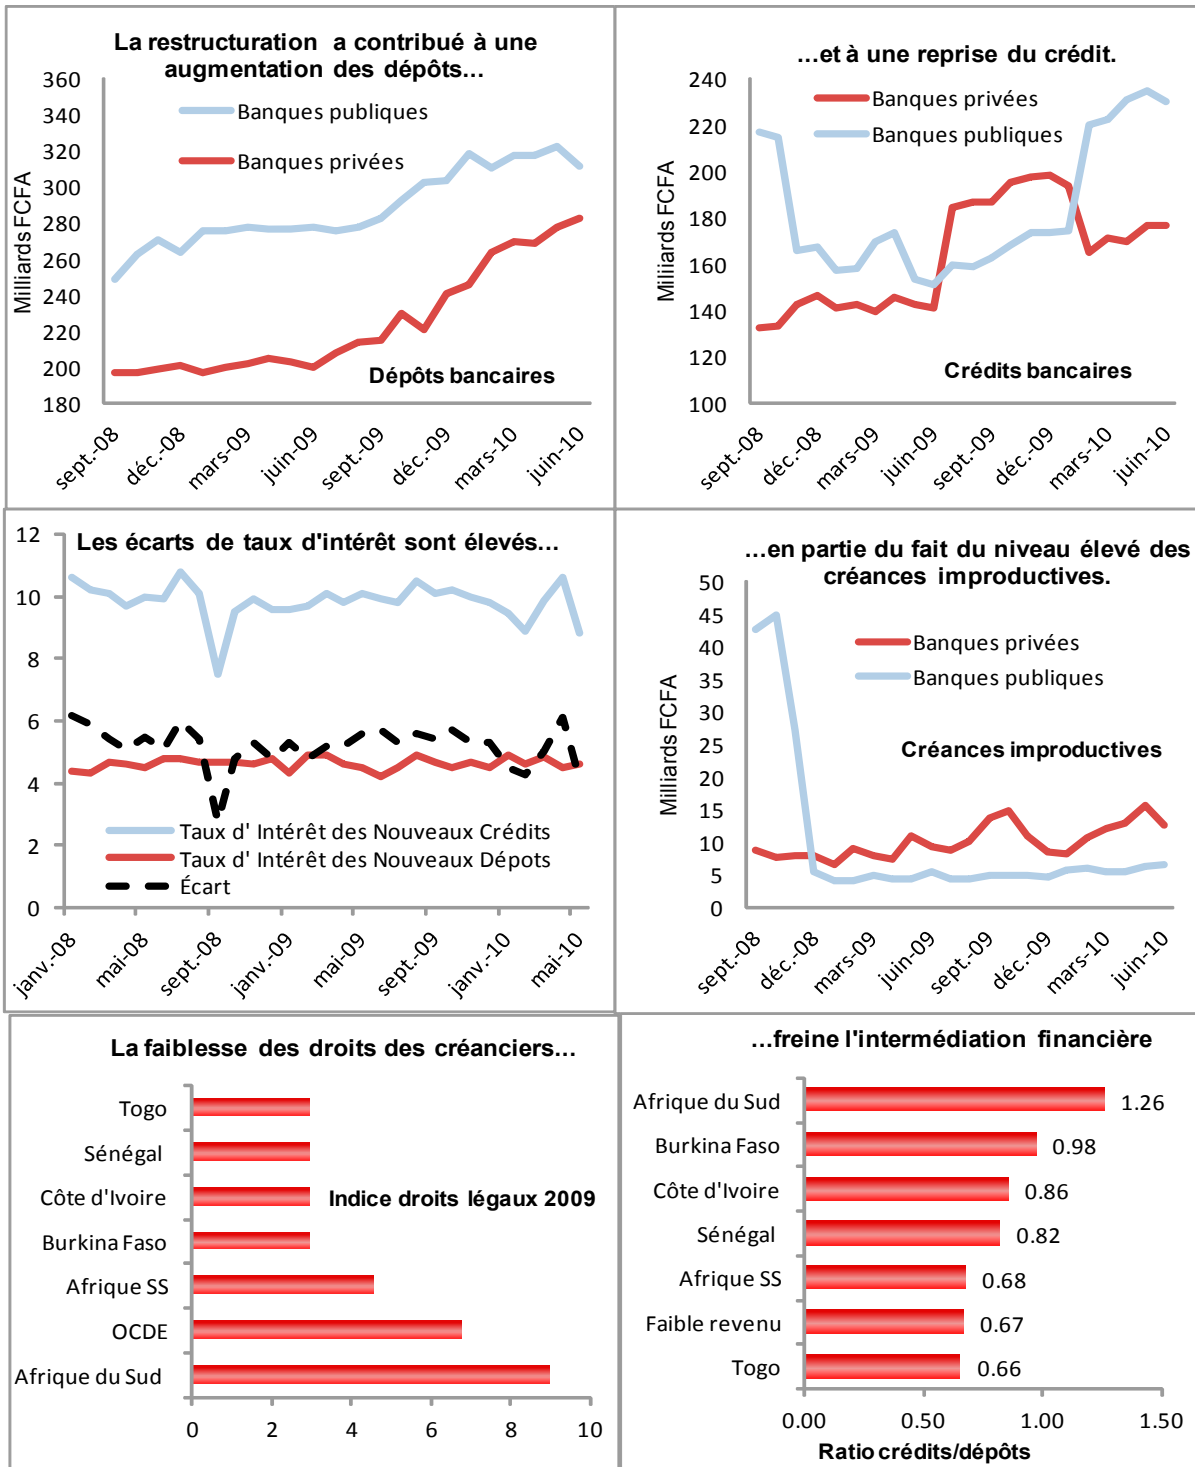 La restructuration a contribué à une
augmentation des dépôts...
360
340
320
300
280
260
240
220
200
180
Milliards FCFA
Banques publiques
Banques privées
Dépôts bancaires
sept.-08
déc.-08
mars-09
juin-09
sept.-09
déc.-09
mars-10
juin-10
...et à une reprise du crédit.
240
220
200
180
160
140
120
100
Miliiards FCFA
Banques privées
Banques publiques
Crédits bancaires
sept.-08
déc.-08
mars-09
juin-09
sept.-09
déc.-09
mars-10
juin-10
Les écarts de taux d'intérêt sont élevés...
12
10
8
6
4
2
0
Taux d' Intérêt des Nouveaux Crédits
Taux d' Intérêt des Nouveaux Dépots
Écart
janv.-08
mai-08
sept.-08
janv.-09
mai-09
sept.-09
janv.-10
mai-10
...en partie du fait du niveau élevé des
créances improductives.
50
45
40
35
30
25
20
15
10
5
0
Milliards FCFA
Banques privées
Banques publiques
Créances improductives
sept.-08
déc.-08
mars-09
juin-09
sept.-09
déc.-09
mars-10
juin-10
La faiblesse des droits des créanciers...
Togo
Sénégal
Côte d'Ivoire
Burkina Faso
Afrique SS
OCDE
Afrique du Sud
Indice droits légaux 2009
0 2 4 6 8 10
...freine l'intermédiation financière
Afrique du Sud 1.26
Burkina Faso 0.98
Côte d'Ivoire 0.86
Sénégal 0.82
Afrique SS 0.68
Faible revenu 0.67
Togo 0.66
0.00 0.50 1.00 1.50
Ratio crédits/dépôts